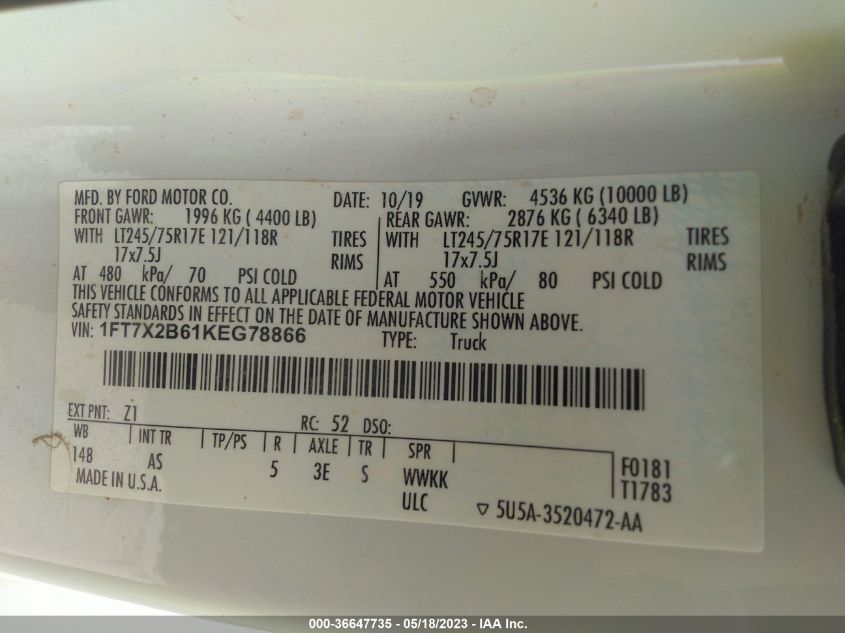 MFD. BY FORD MOTOR CO. DATE: 10/19 GVWR: 4536 KG (10000 LB)
FRONT GAWR: 1996 KG ( 4400 LB) REAR GAWR: 2876 KG ( 6340 LB)
WITH LT245/75R17E 121/118R TIRES WITH LT245/75R17E 121/118R TIRES
17x7.5J RIMS 17x7.5J RIMS
AT 480 kPa/ 70 PSI COLD AT 550 kPa/ 80 PSI COLD
THIS VEHICLE CONFORMS TO ALL APPLICABLE FEDERAL MOTOR VEHICLE
SAFETY STANDARDS IN EFFECT ON THE DATE OF MANUFACTURE SHOWN ABOVE.
VIN: 1FT7X2B61KEG78866 TYPE: Truck
EXT PNT: Z1 RC: 52 DSO:
WB INT TR TP/PS R AXLE TR SPR
148 AS 5 3E S WWKK F0181
MADE IN U.S.A. ULC T1783
▽ 5U5A-3520472-AA
000-36647735 - 05/18/2023 - IAA Inc.